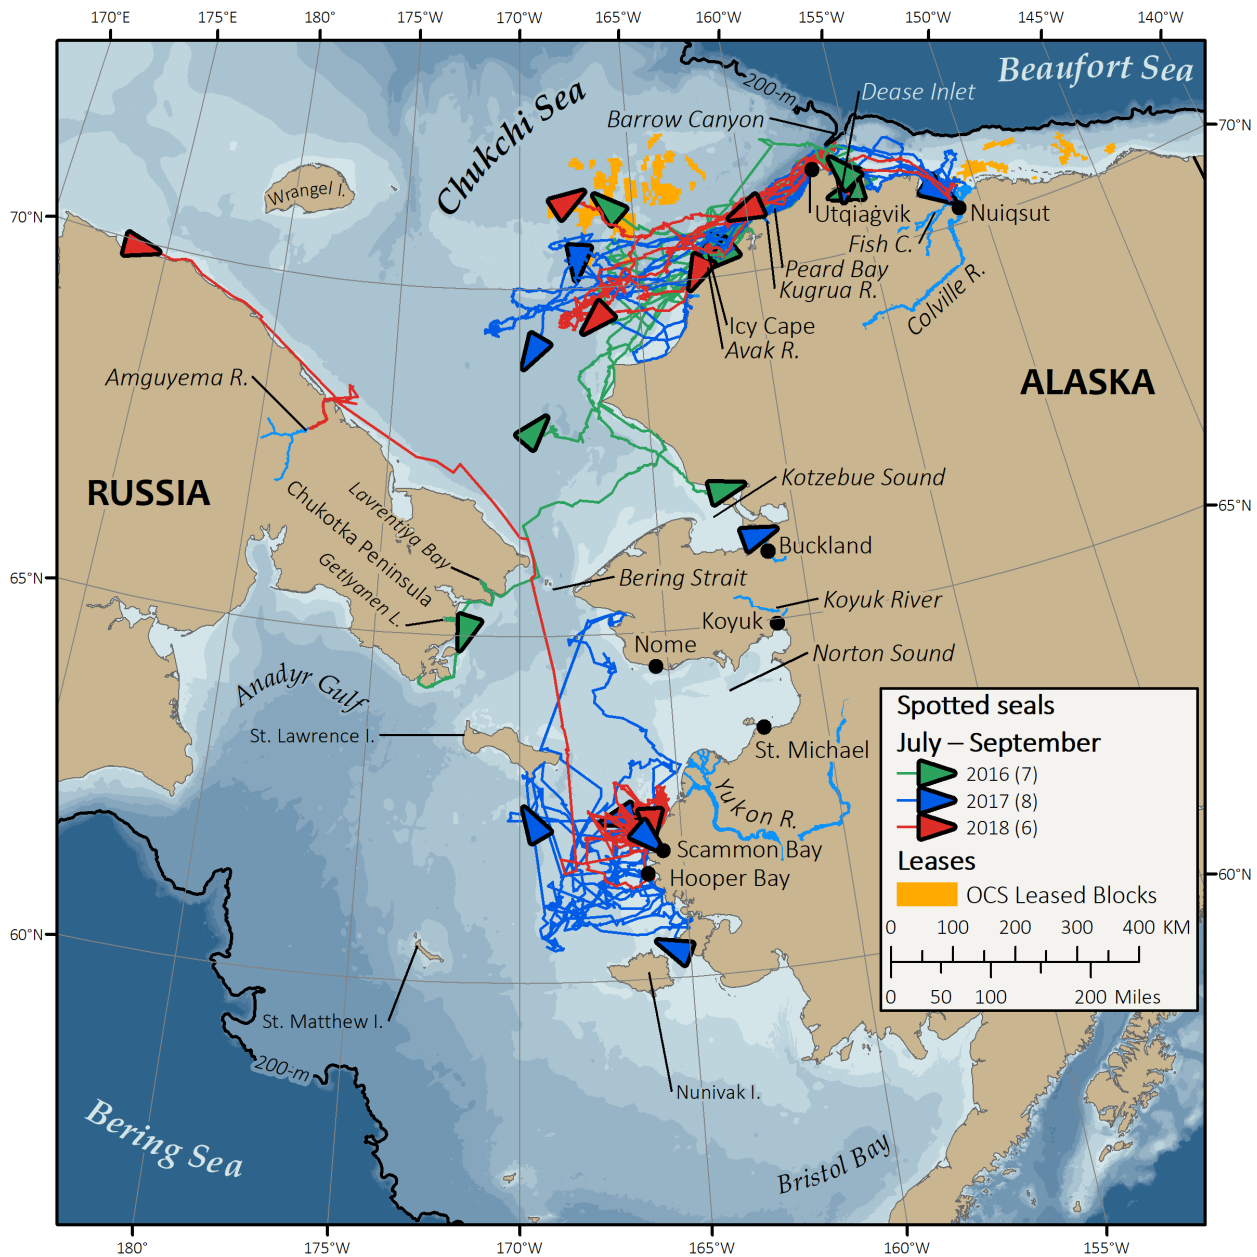 170°E 175°E 180° 175°W 170°W 165°W 160°W 155°W 150°W 145°W 140°W
Beaufort Sea
200-m
Dease Inlet
Barrow Canyon
70°N
Chukchi Sea
Wrangel I.
70°N
Utqiaġvik
Nuiqsut
Fish C.
Peard Bay
Kugrua R.
Colville R.
Icy Cape
Avak R.
Amguyema R.
ALASKA
RUSSIA
Kotzebue Sound
65°N
Lavrentiya Bay
Chukotka Peninsula
Getlyanen L.
Buckland
65°N
Bering Strait
Koyuk River
Koyuk
Nome
Norton Sound
Anadyr Gulf
St. Lawrence I.
St. Michael
Yukon R.
Scammon Bay
Hooper Bay
60°N
60°N
Spotted seals
July – September
2016 (7)
2017 (8)
2018 (6)
Leases
OCS Leased Blocks
0 100 200 300 400 KM
0 50 100 200 Miles
St. Matthew I.
200-m
Nunivak I.
Bering Sea
Bristol Bay
180° 175°W 170°W 165°W 160°W 155°W